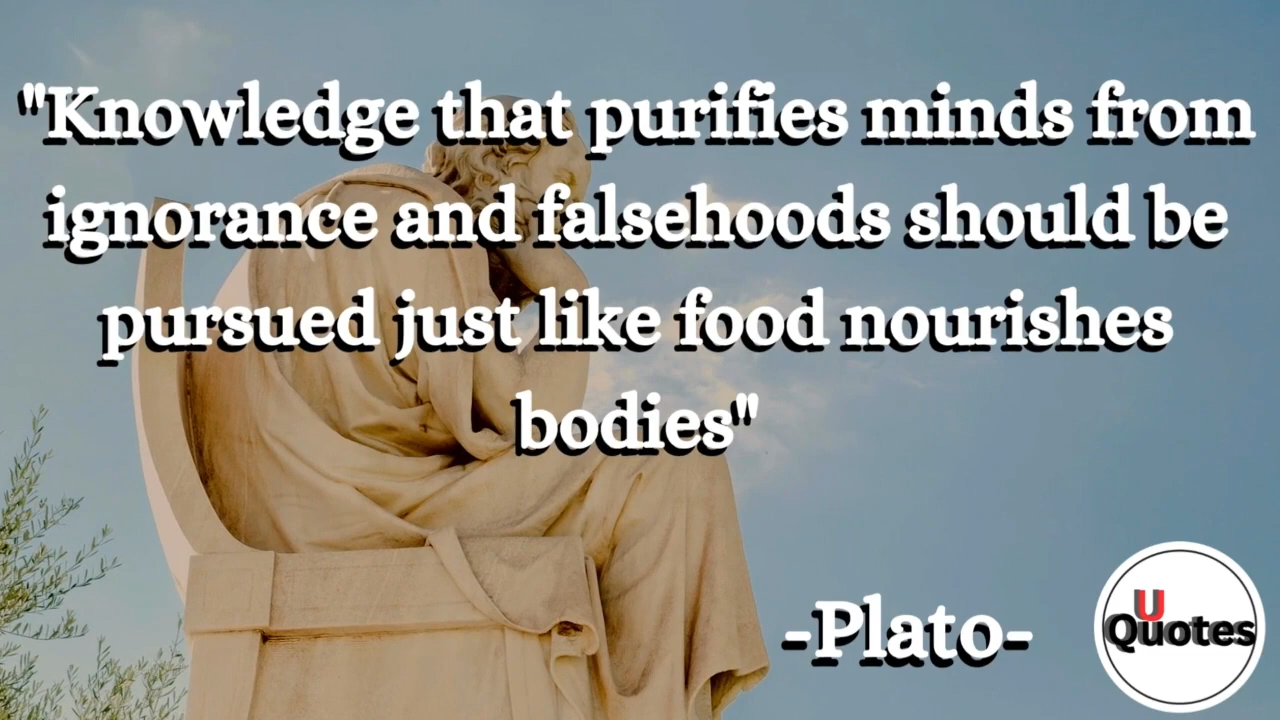 "Knowledge that purifies minds from
ignorance and falsehoods should be
pursued just like food nourishes
bodies"
-Plato-
U
Quotes